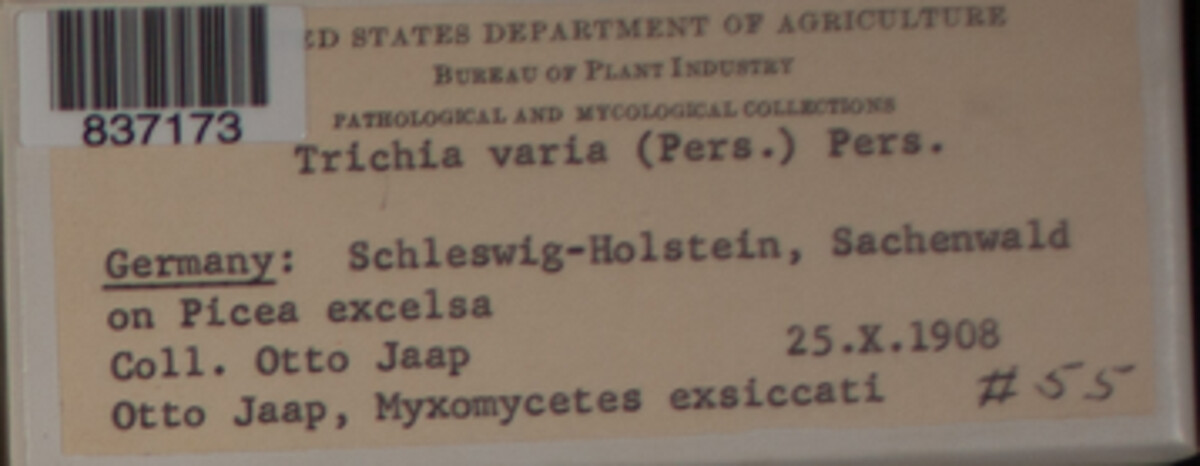 ED STATES DEPARTMENT OF AGRICULTURE
BUREAU OF PLANT INDUSTRY
PATHOLOGICAL AND MYCOLOGICAL COLLECTIONS
837173
Trichia varia (Pers.) Pers.
Germany: Schleswig-Holstein, Sachenwald
on Picea excelsa
Coll. Otto Jaap 25.X.1908
Otto Jaap, Myxomycetes exsiccati #55